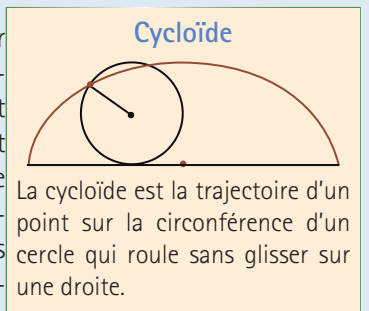 Cycloïde
La cycloïde est la trajectoire d'un
point sur la circonférence d'un
cercle qui roule sans glisser sur
une droite.